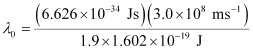 λ₀ = (6.626×10⁻³⁴ Js)(3.0×10⁸ ms⁻¹) / 1.9×1.602×10⁻¹⁹ J